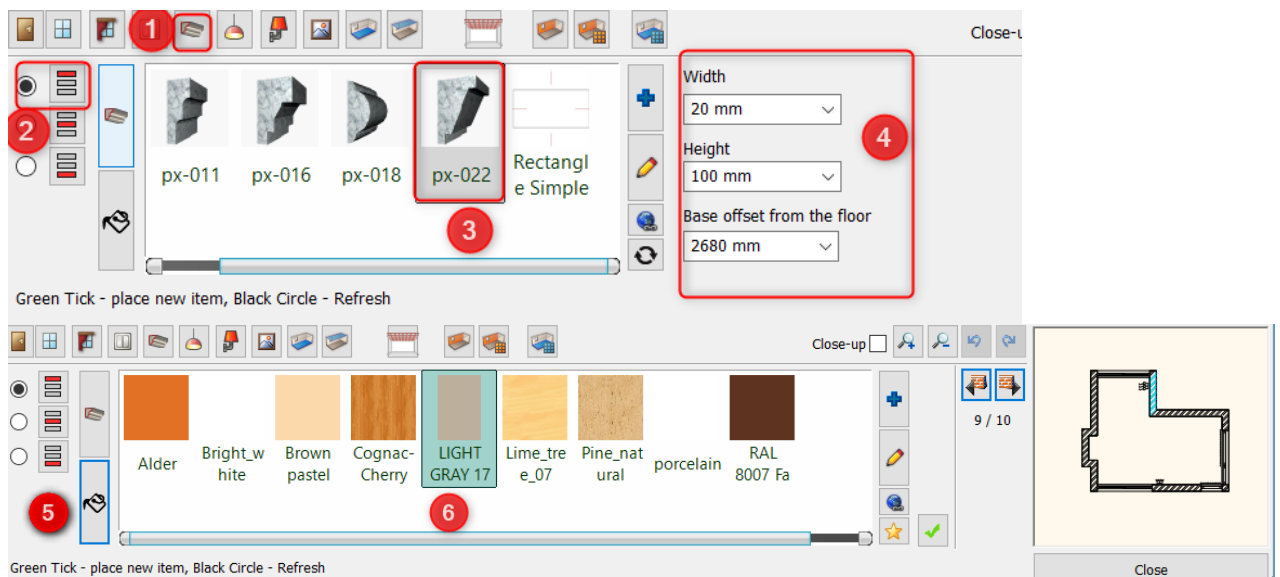 1
Close-u
2
px-011
px-016
px-018
px-022
Rectangl
e Simple
3
Width
20 mm
Height
100 mm
Base offset from the floor
2680 mm
4
Green Tick - place new item, Black Circle - Refresh
Close-up
Alder
Bright_w
hite
Brown
pastel
Cognac-
Cherry
LIGHT
GRAY 17
Lime_tre
e_07
Pine_nat
ural
porcelain
RAL
8007 Fa
9 / 10
5
6
Green Tick - place new item, Black Circle - Refresh
Close